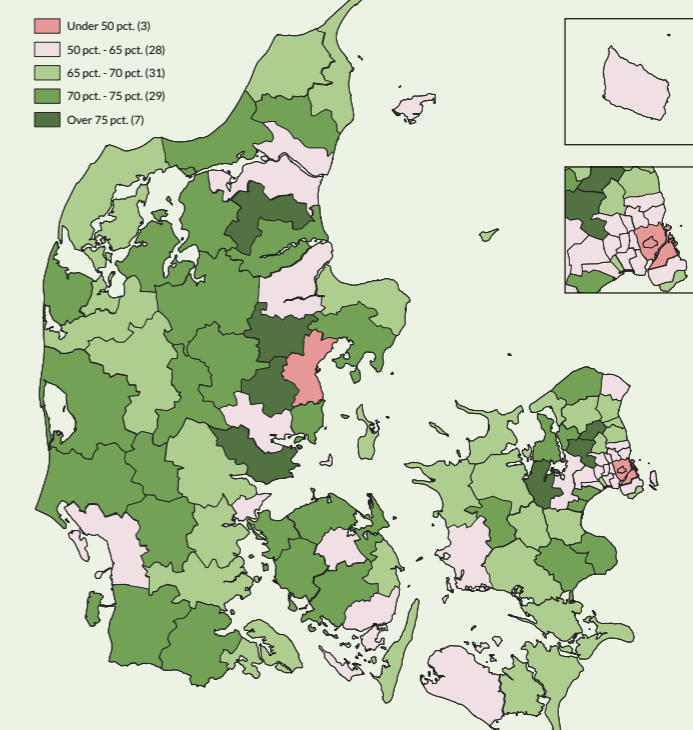 Under 50 pct. (3)
50 pct. - 65 pct. (28)
65 pct. - 70 pct. (31)
70 pct. - 75 pct. (29)
Over 75 pct. (7)